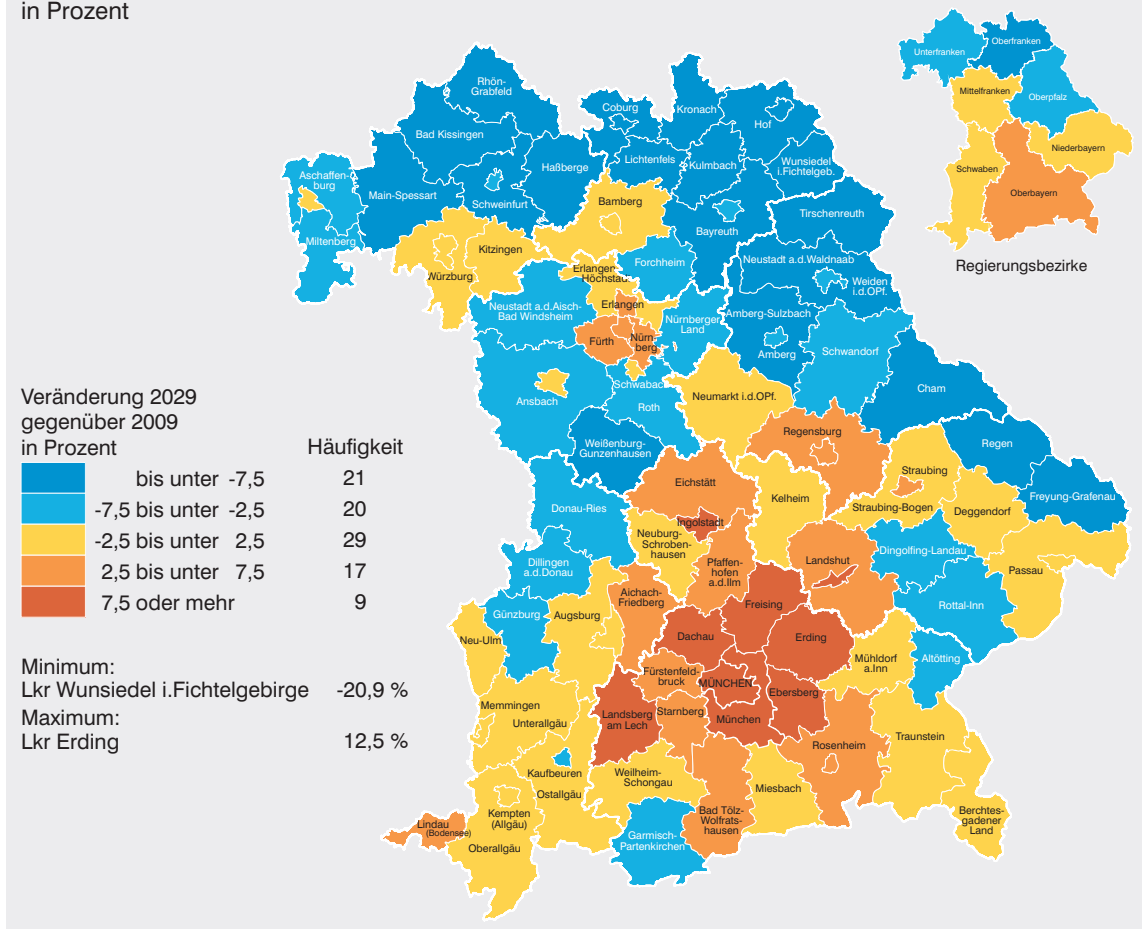 in Prozent
Unterfranken
Oberfranken
Mittelfranken
Oberpfalz
Niederbayern
Schwaben
Oberbayern
Regierungsbezirke
Rhön-
Grabfeld
Coburg
Kronach
Hof
Bad Kissingen
Lichtenfels
Kulmbach
Wunsiedel
i.Fichtelgeb.
Aschaffen-
burg
Haßberge
Main-Spessart
Schweinfurt
Bamberg
Tirschenreuth
Miltenberg
Bayreuth
Kitzingen
Würzburg
Forchheim
Neustadt a.d.Waldnaab
Erlangen-
Höchstadt
Weiden
i.d.OPf.
Neustadt a.d.Aisch-
Bad Windsheim
Erlangen
Nürnberger
Land
Amberg-Sulzbach
Fürth
Nürn-
berg
Amberg
Schwandorf
Schwabach
Ansbach
Roth
Neumarkt i.d.OPf.
Cham
Weißenburg-
Gunzenhausen
Regensburg
Regen
Veränderung 2029
gegenüber 2009
in Prozent Häufigkeit
bis unter -7,5 21
-7,5 bis unter -2,5 20
-2,5 bis unter 2,5 29
2,5 bis unter 7,5 17
7,5 oder mehr 9
Minimum:
Lkr Wunsiedel i.Fichtelgebirge -20,9 %
Maximum:
Lkr Erding 12,5 %
Eichstätt
Kelheim
Straubing
Freyung-Grafenau
Donau-Ries
Straubing-Bogen
Deggendorf
Ingolstadt
Neuburg-
Schroben-
hausen
Dillingen
a.d.Donau
Pfaffen-
hofen
a.d.Ilm
Landshut
Dingolfing-Landau
Passau
Aichach-
Friedberg
Günzburg
Augsburg
Freising
Rottal-Inn
Neu-Ulm
Dachau
Erding
Mühldorf
a.Inn
Altötting
Fürstenfeld-
bruck
MÜNCHEN
Ebersberg
Memmingen
Landsberg
am Lech
Starnberg
München
Unterallgäu
Rosenheim
Traunstein
Kaufbeuren
Weilheim-
Schongau
Miesbach
Ostallgäu
Kempten
(Allgäu)
Bad Tölz-
Wolfrats-
hausen
Berchtes-
gadener
Land
Lindau
(Bodensee)
Garmisch-
Partenkirchen
Oberallgäu